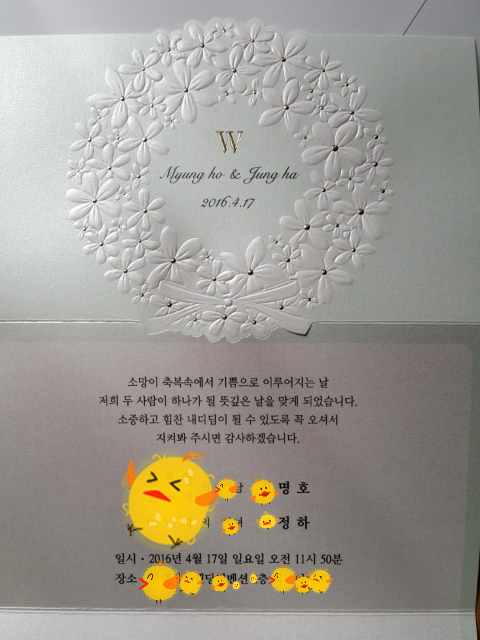 W
Myung ho & Jung ha
2016.4.17
소망이 축복속에서 기쁨으로 이루어지는 날
저희 두 사람이 하나가 될 뜻깊은 날을 맞게 되었습니다.
소중하고 힘찬 내디딤이 될 수 있도록 꼭 오셔서
지켜봐 주시면 감사하겠습니다.
명 호
정 하
일시 · 2016년 4월 17일 일요일 오전 11시 50분
장소